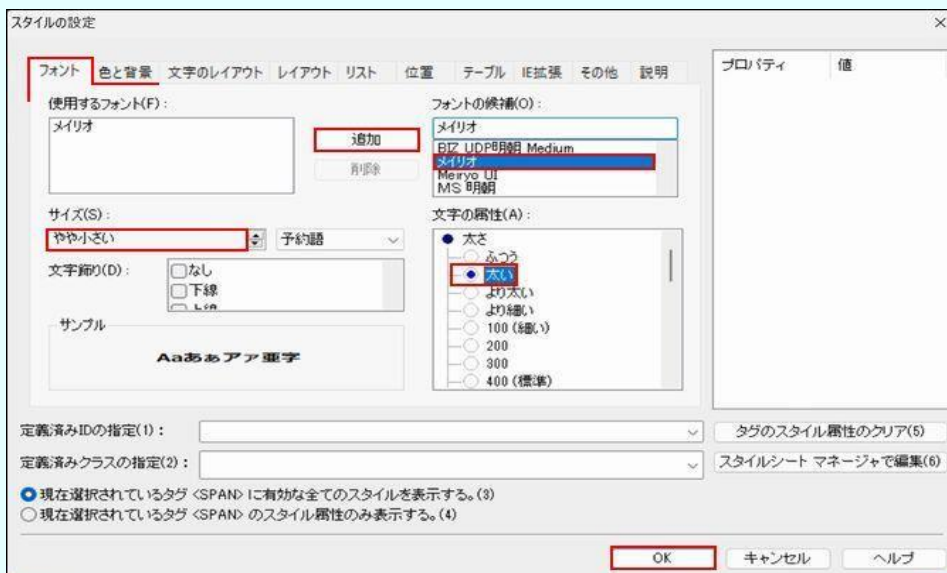 スタイルの設定
フォント 色と背景 文字のレイアウト レイアウト リスト 位置 テーブル IE拡張 その他 説明
プロパティ 値
使用するフォント(F):
メイリオ
追加
削除
フォントの候補(O):
メイリオ
BIZ UDP明朝 Medium
メイリオ
Meiryo UI
MS 明朝
サイズ(S):
やや小さい 予約語
文字飾り(D):
なし
下線
上線
文字の属性(A):
太さ
ふつう
太い
より太い
より細い
100 (細い)
200
300
400 (標準)
サンプル
Aaあぁアァ亜宇
定義済みIDの指定(1):
タグのスタイル属性のクリア(5)
定義済みクラスの指定(2):
スタイルシート マネージャで編集(6)
現在選択されているタグ <SPAN> に有効な全てのスタイルを表示する。(3)
現在選択されているタグ <SPAN> のスタイル属性のみ表示する。(4)
OK キャンセル ヘルプ